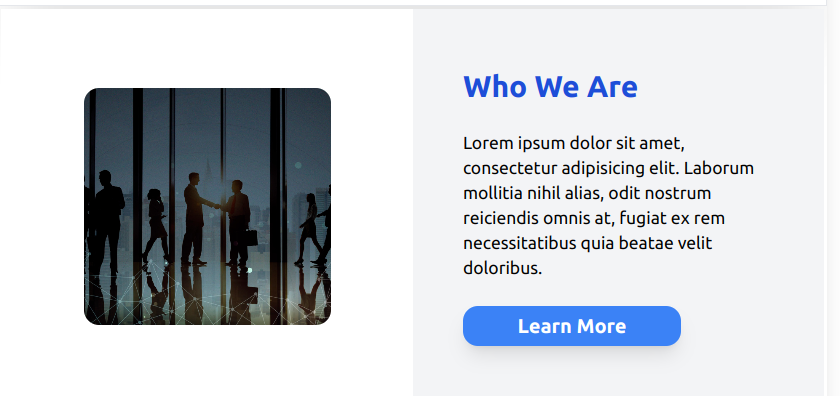 Who We Are
Lorem ipsum dolor sit amet,
consectetur adipisicing elit. Laborum
mollitia nihil alias, odit nostrum
reiciendis omnis at, fugiat ex rem
necessitatibus quia beatae velit
doloribus.
Learn More